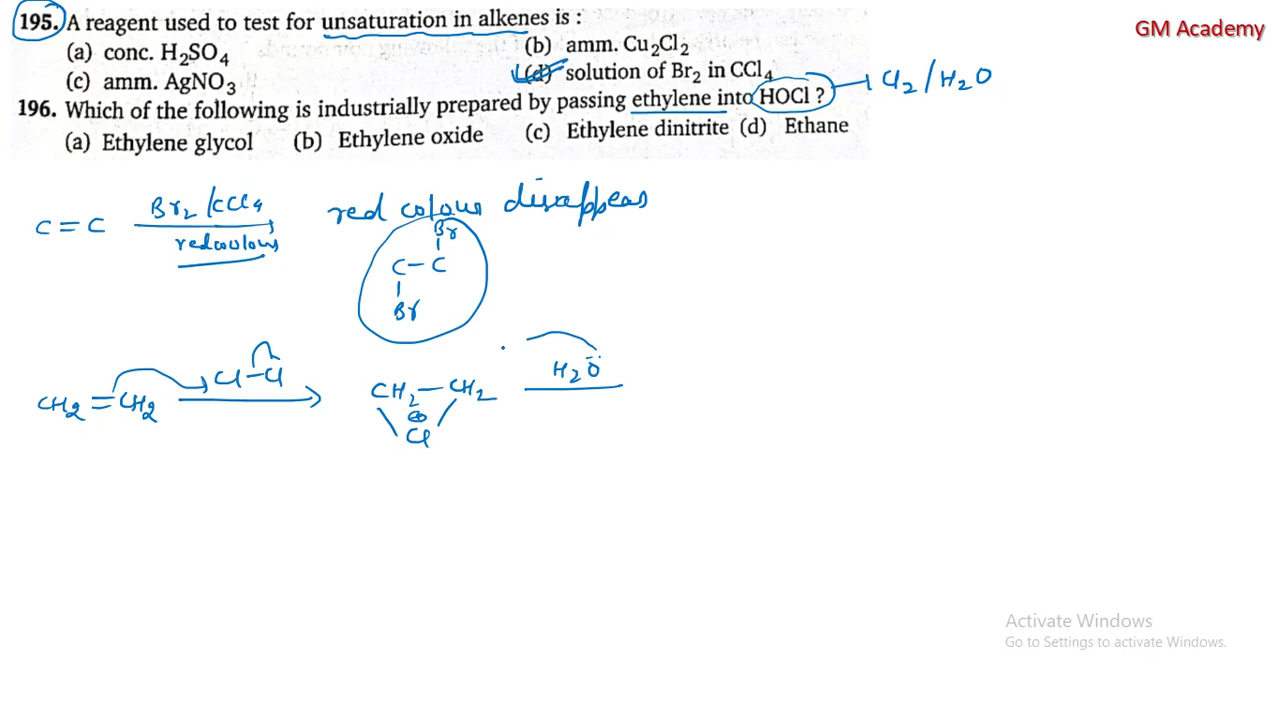 GM Academy
195. A reagent used to test for unsaturation in alkenes is :
(a) conc. H₂SO₄ (b) amm. Cu₂Cl₂
(c) amm. AgNO₃ (d) solution of Br₂ in CCl₄
Cl₂/H₂O
196. Which of the following is industrially prepared by passing ethylene into HOCl ?
(a) Ethylene glycol (b) Ethylene oxide (c) Ethylene dinitrite (d) Ethane
C=C Br₂/CCl₄ red colour disappears
red colour
Br
C-C
Br
CH₂=CH₂ Cl-Cl CH₂-CH₂ H₂Ö
⊕
Cl
Activate Windows
Go to Settings to activate Windows.